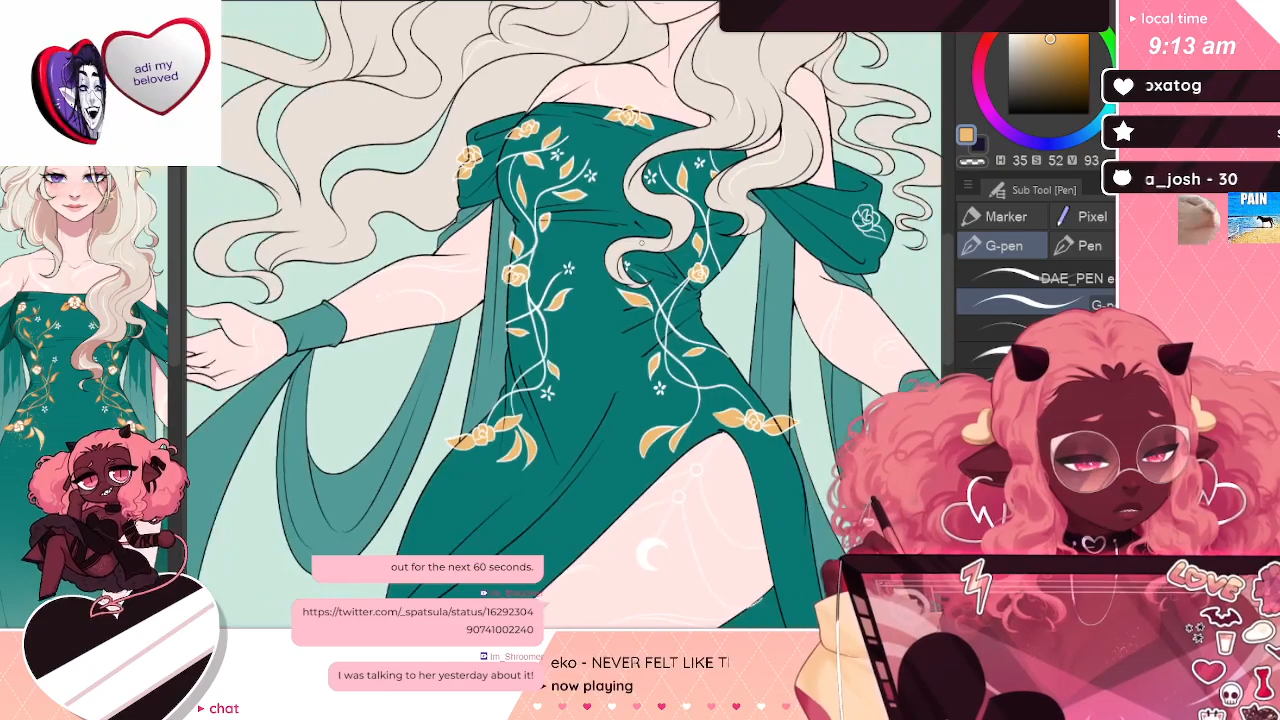 adi my
beloved
local time
9:13 am
ɔxatog
a_josh - 30
PAIN
H 35 S 52 V 93
Sub Tool [Pen]
Marker
Pixel
G-pen
Pen
DAE_PEN e
out for the next 60 seconds.
https://twitter.com/_spatsula/status/16292304
90741002240
Im_Shroomer
I was talking to her yesterday about it!
eko - NEVER FELT LIKE T
now playing
chat
LOVE